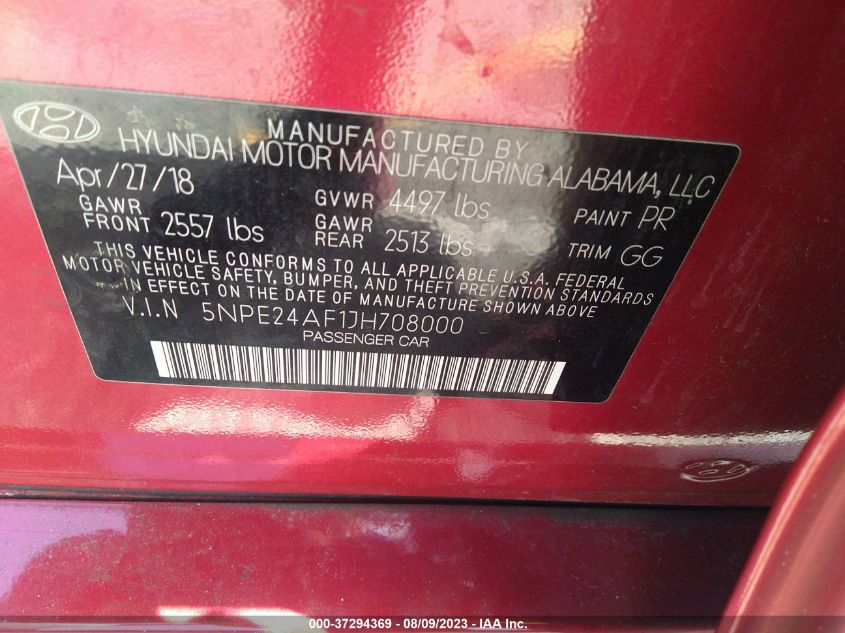 MANUFACTURED BY
HYUNDAI MOTOR MANUFACTURING ALABAMA, LLC
Apr/27/18
GAWR
FRONT 2557 lbs
GVWR 4497 lbs
GAWR
REAR 2513 lbs
PAINT PR
TRIM GG
THIS VEHICLE CONFORMS TO ALL APPLICABLE U.S.A. FEDERAL
MOTOR VEHICLE SAFETY, BUMPER, AND THEFT PREVENTION STANDARDS
IN EFFECT ON THE DATE OF MANUFACTURE SHOWN ABOVE
V.I.N 5NPE24AF1JH708000
PASSENGER CAR
000-37294369 - 08/09/2023 - IAA Inc.